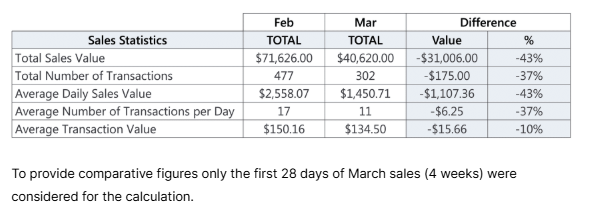 Feb Mar Difference
Sales Statistics TOTAL TOTAL Value %
Total Sales Value $71,626.00 $40,620.00 -$31,006.00 -43%
Total Number of Transactions 477 302 -$175.00 -37%
Average Daily Sales Value $2,558.07 $1,450.71 -$1,107.36 -43%
Average Number of Transactions per Day 17 11 -$6.25 -37%
Average Transaction Value $150.16 $134.50 -$15.66 -10%
To provide comparative figures only the first 28 days of March sales (4 weeks) were
considered for the calculation.